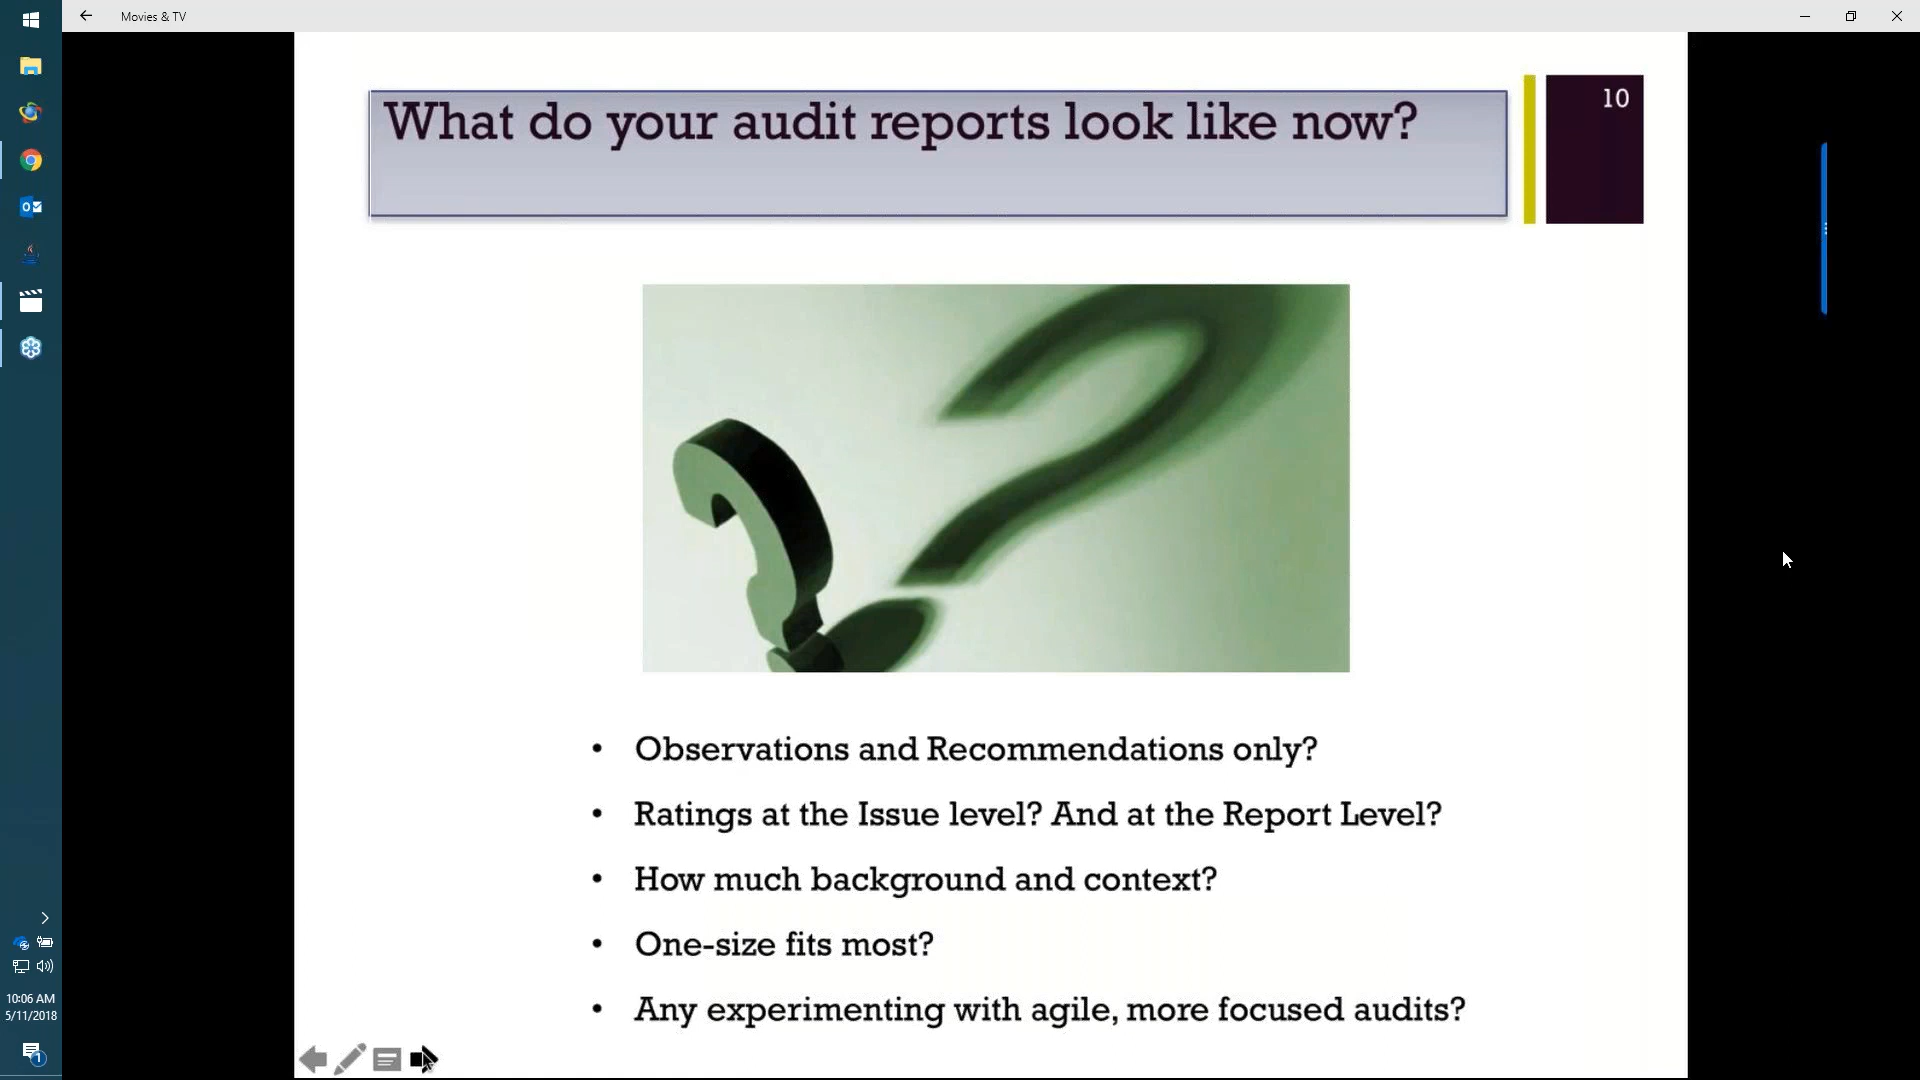 Movies & TV
What do your audit reports look like now?
10
• Observations and Recommendations only?
• Ratings at the Issue level? And at the Report Level?
• How much background and context?
• One-size fits most?
• Any experimenting with agile, more focused audits?
10:06 AM
5/11/2018
1